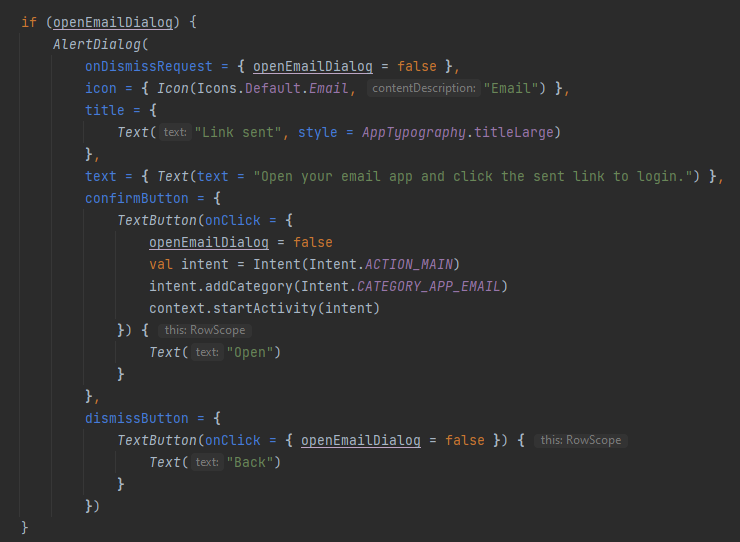 if (openEmailDialog) {
    AlertDialog(
        onDismissRequest = { openEmailDialog = false },
        icon = { Icon(Icons.Default.Email, contentDescription: "Email") },
        title = {
            Text( text: "Link sent", style = AppTypography.titleLarge)
        },
        text = { Text(text = "Open your email app and click the sent link to login.") },
        confirmButton = {
            TextButton(onClick = {
                openEmailDialog = false
                val intent = Intent(Intent.ACTION_MAIN)
                intent.addCategory(Intent.CATEGORY_APP_EMAIL)
                context.startActivity(intent)
            }) { this: RowScope
                Text( text: "Open")
            }
        },
        dismissButton = {
            TextButton(onClick = { openEmailDialog = false }) { this: RowScope
                Text( text: "Back")
            }
        })
}